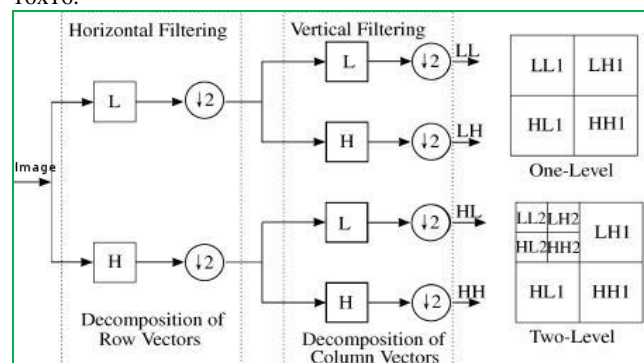 16x16.
Horizontal Filtering
Vertical Filtering
L
↓2
L
↓2
LL
H
↓2
LH
Image
H
↓2
L
↓2
HL
H
↓2
HH
Decomposition of
Row Vectors
Decomposition of
Column Vectors
LL1 LH1
HL1 HH1
One-Level
LL2 LH2
HL2 HH2
LH1
HL1 HH1
Two-Level